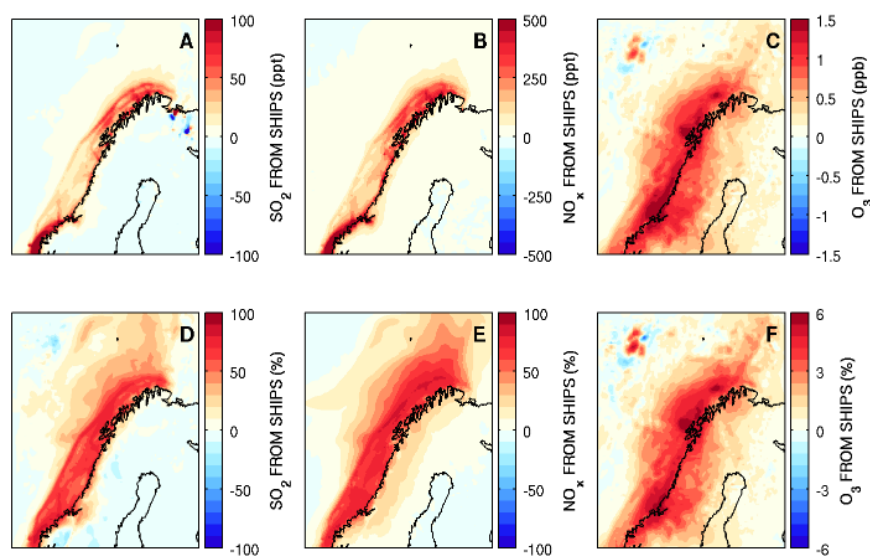 A
100
50
0
-50
-100
SO2 FROM SHIPS (ppt)
B
500
250
0
-250
-500
NOx FROM SHIPS (ppt)
C
1.5
1
0.5
0
-0.5
-1
-1.5
O3 FROM SHIPS (ppb)
D
100
50
0
-50
-100
SO2 FROM SHIPS (%)
E
100
50
0
-50
-100
NOx FROM SHIPS (%)
F
6
3
0
-3
-6
O3 FROM SHIPS (%)